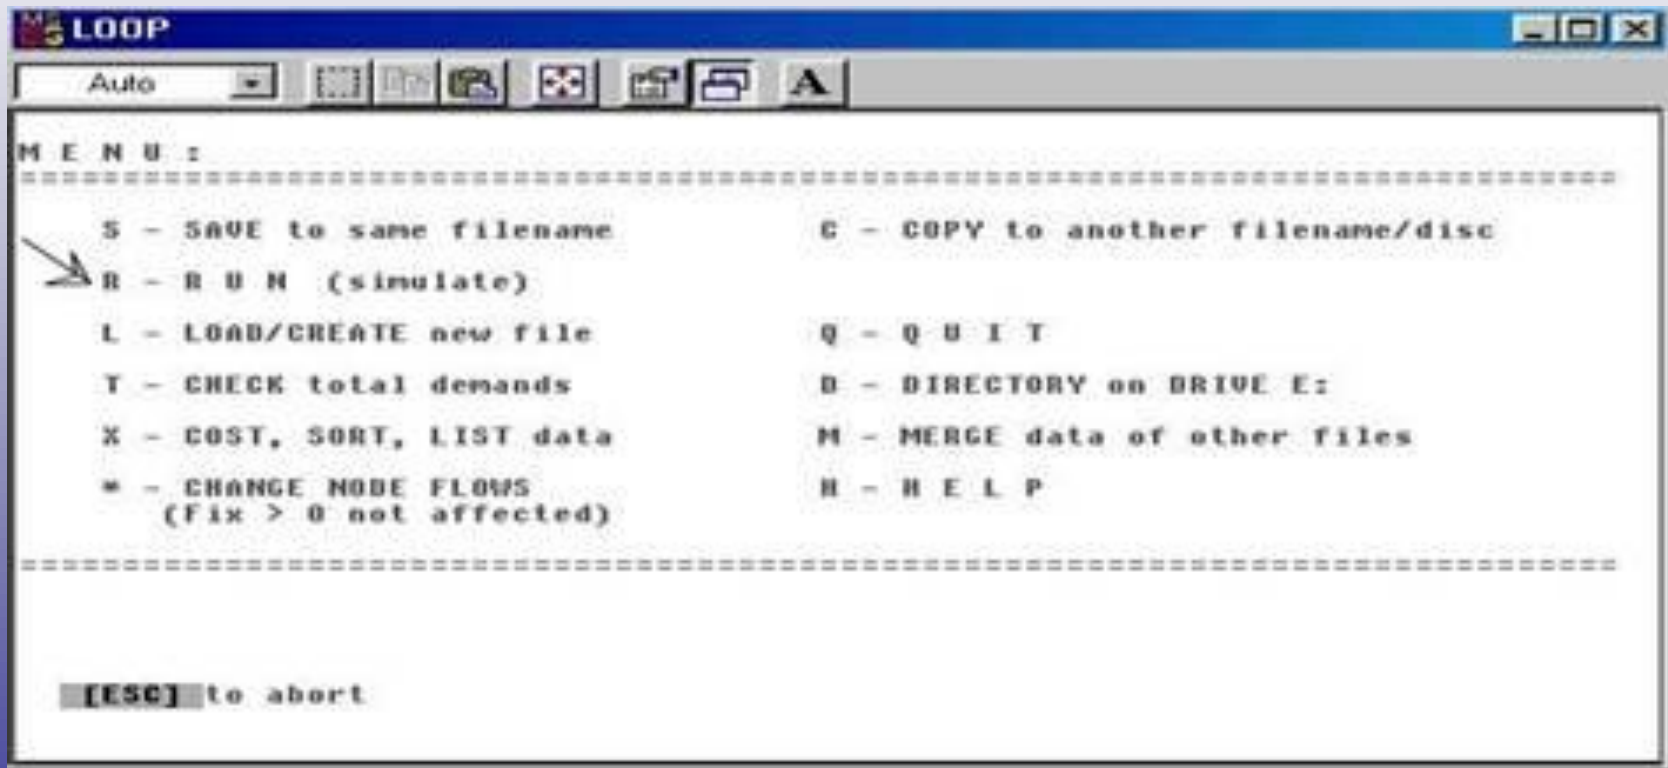 LOOP
Auto
A
M E N U :
================================================================================
S - SAVE to same filename
C - COPY to another filename/disc
R - R U N (simulate)
L - LOAD/CREATE new file
Q - Q U I T
T - CHECK total demands
D - DIRECTORY on DRIVE E:
X - COST, SORT, LIST data
M - MERGE data of other files
* - CHANGE NODE FLOWS
H - H E L P
(Fix > 0 not affected)
================================================================================
[ESC] to abort